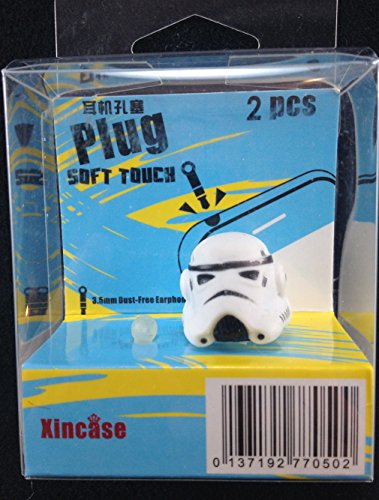 耳机孔塞
Plug
2 pcs
SOFT TOUCH
3.5mm Dust-Free Earphon
Xincase
0 137192 770502